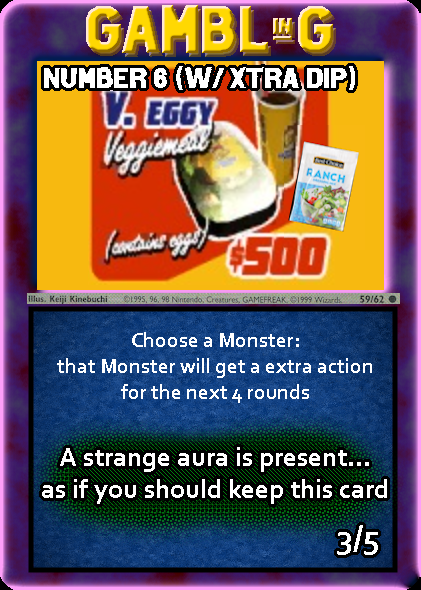 GAMBLinG
NUMBER 6 (W/ XTRA DIP)
V. EGGY
Veggiemeal
Best Choice
RANCH
(contains eggs)
$500
Illus. Keiji Kinebuchi ©1995, 96, 98 Nintendo, Creatures, GAMEFREAK. ©1999 Wizards. 59/62 ●
Choose a Monster:
that Monster will get a extra action
for the next 4 rounds
A strange aura is present...
as if you should keep this card
3/5